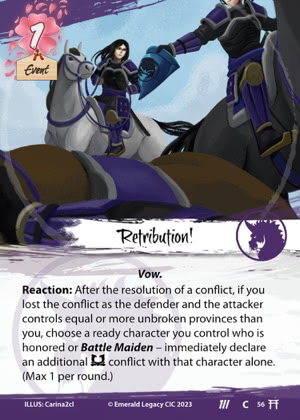 1
Event
Retribution!
Vow.
Reaction: After the resolution of a conflict, if you
lost the conflict as the defender and the attacker
controls equal or more unbroken provinces than
you, choose a ready character you control who is
honored or Battle Maiden – immediately declare
an additional conflict with that character alone.
(Max 1 per round.)
ILLUS: Carina2cl © Emerald Legacy CIC 2023 C 56